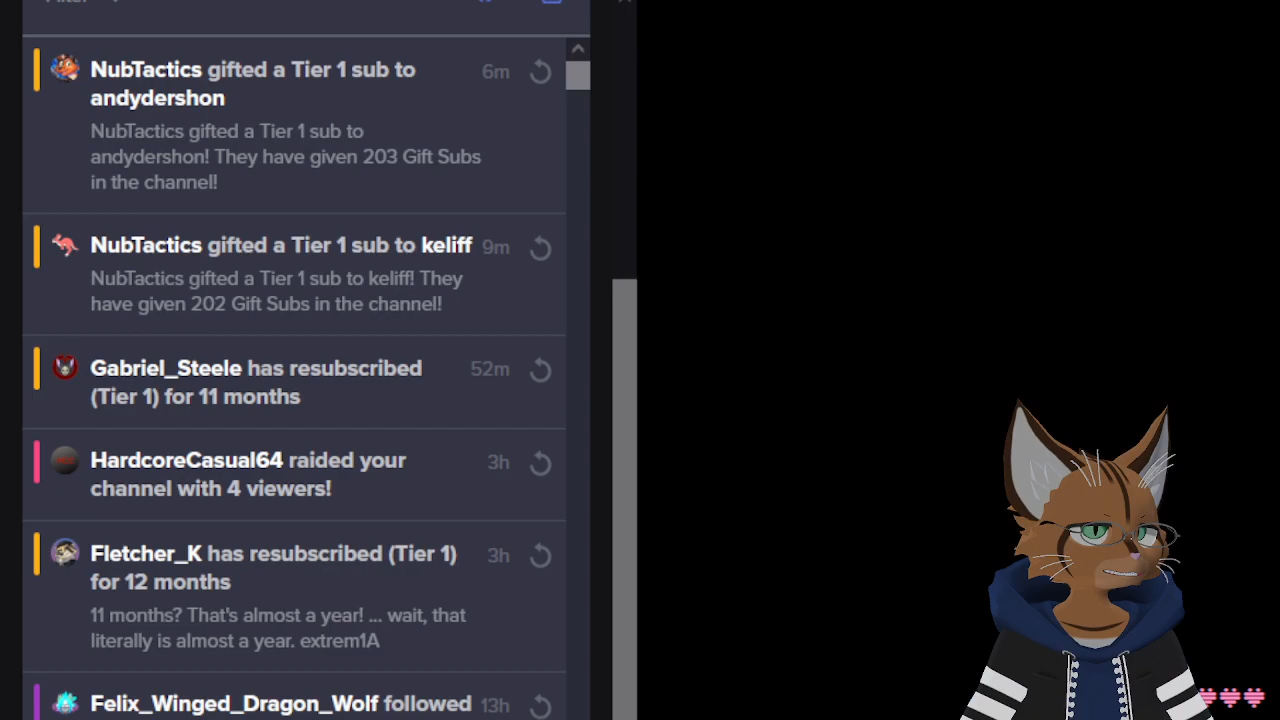 NubTactics gifted a Tier 1 sub to 6m
andydershon
NubTactics gifted a Tier 1 sub to
andydershon! They have given 203 Gift Subs
in the channel!
NubTactics gifted a Tier 1 sub to keliff 9m
NubTactics gifted a Tier 1 sub to keliff! They
have given 202 Gift Subs in the channel!
Gabriel_Steele has resubscribed 52m
(Tier 1) for 11 months
HardcoreCasual64 raided your 3h
channel with 4 viewers!
Fletcher_K has resubscribed (Tier 1) 3h
for 12 months
11 months? That's almost a year! ... wait, that
literally is almost a year. extrem1A
Felix_Winged_Dragon_Wolf followed 13h